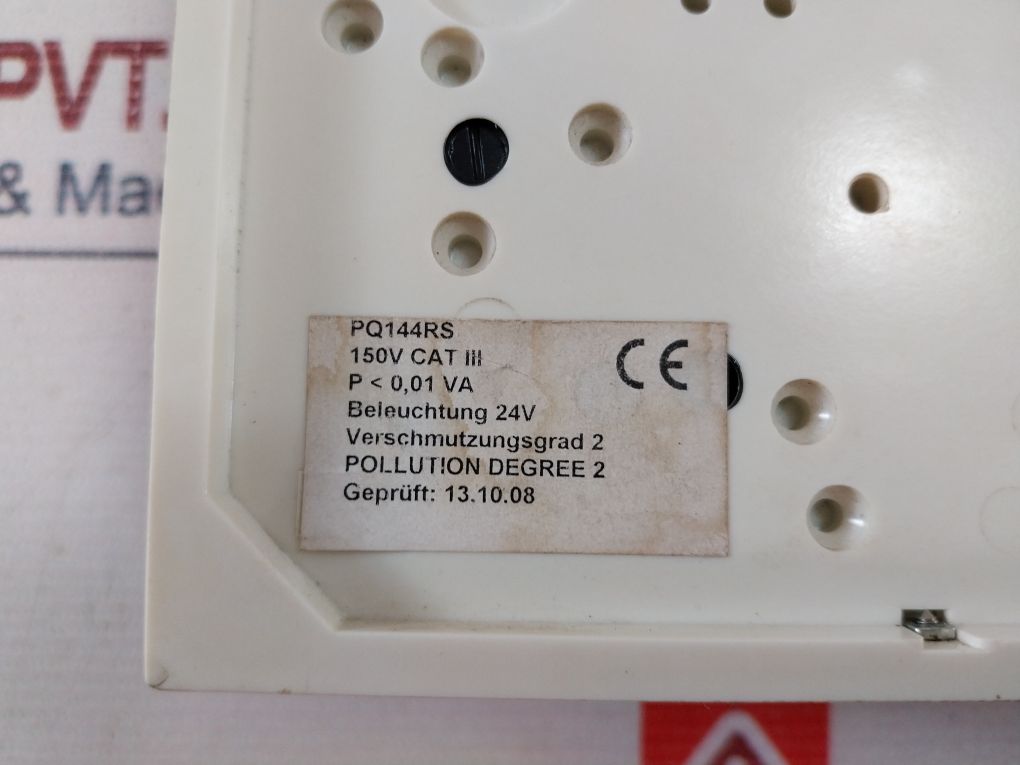 PVT.
& Mac
PQ144RS
150V CAT III
P < 0,01 VA
Beleuchtung 24V
Verschmutzungsgrad 2
POLLUTION DEGREE 2
Geprüft: 13.10.08
CE